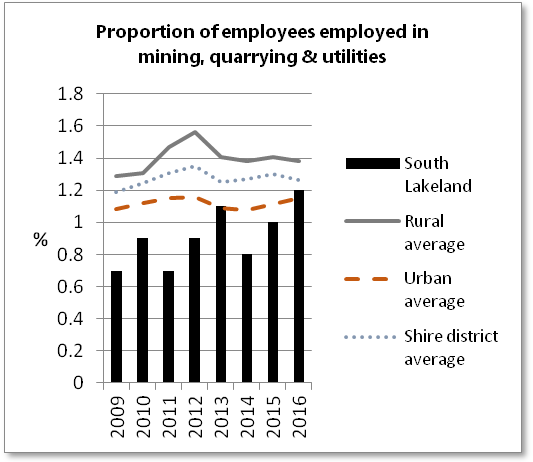 Proportion of employees employed in
mining, quarrying & utilities
1.8
1.6
1.4
1.2
1
0.8
0.6
0.4
0.2
0
%
2009
2010
2011
2012
2013
2014
2015
2016
South
Lakeland
Rural
average
Urban
average
Shire district
average